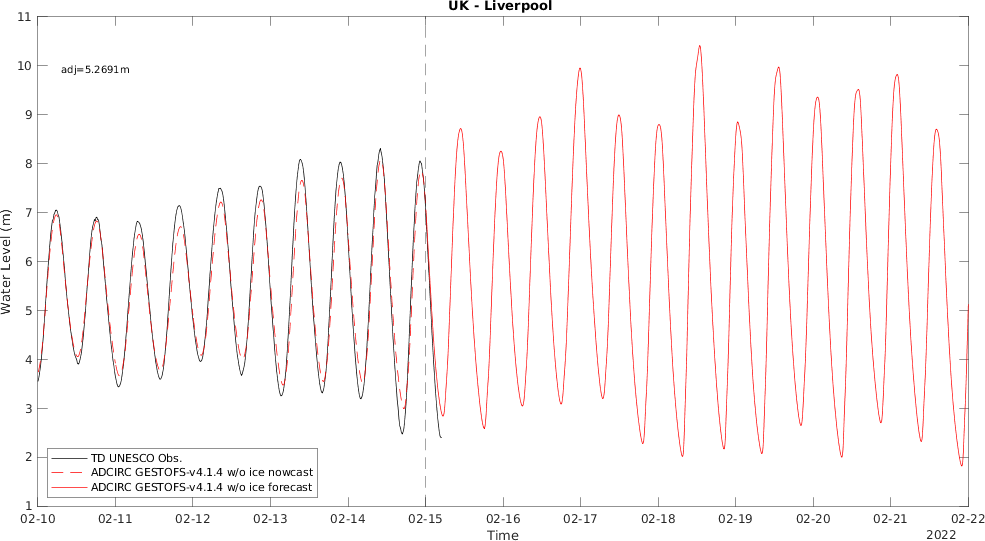 UK - Liverpool
11
10
9
8
7
6
5
4
3
2
1
Water Level (m)
adj=5.2691m
TD UNESCO Obs.
ADCIRC GESTOFS-v4.1.4 w/o ice nowcast
ADCIRC GESTOFS-v4.1.4 w/o ice forecast
02-10 02-11 02-12 02-13 02-14 02-15 02-16 02-17 02-18 02-19 02-20 02-21 02-22
Time
2022